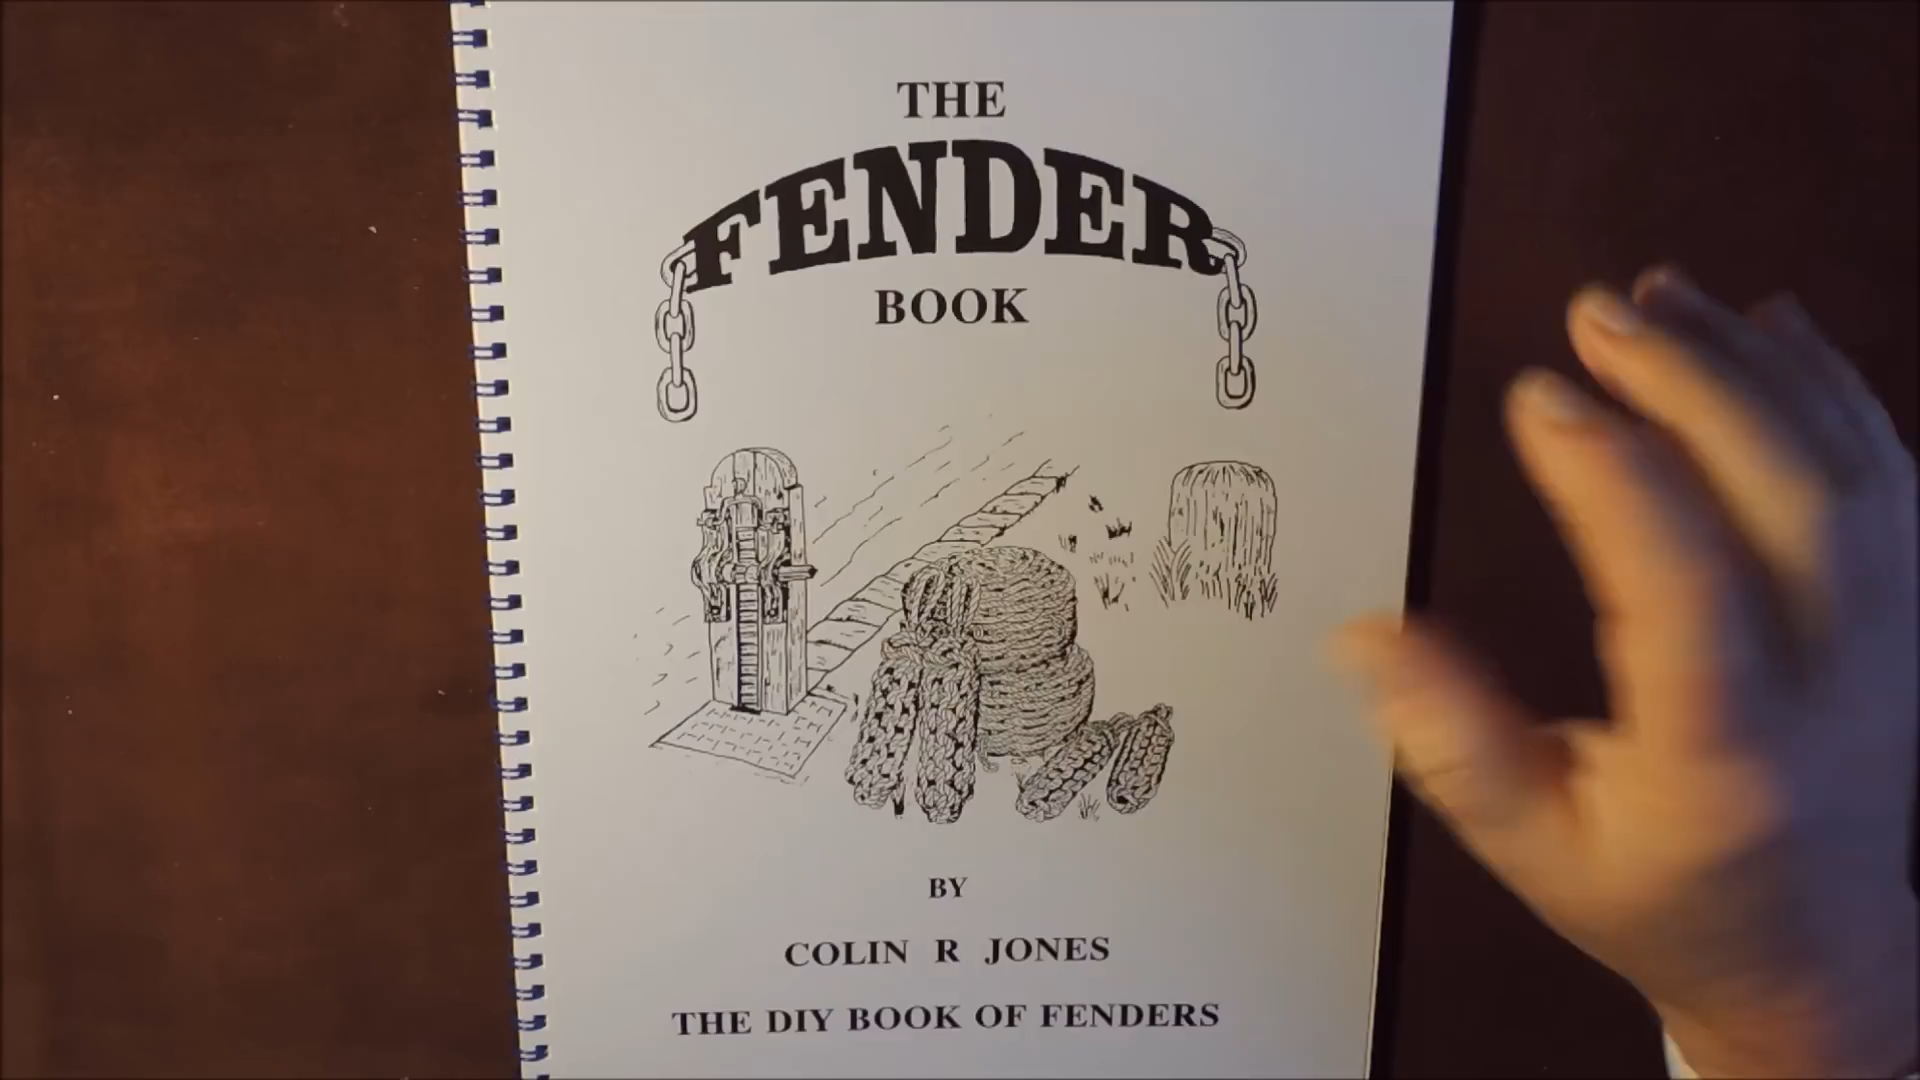 THE
FENDER
BOOK
BY
COLIN R JONES
THE DIY BOOK OF FENDERS